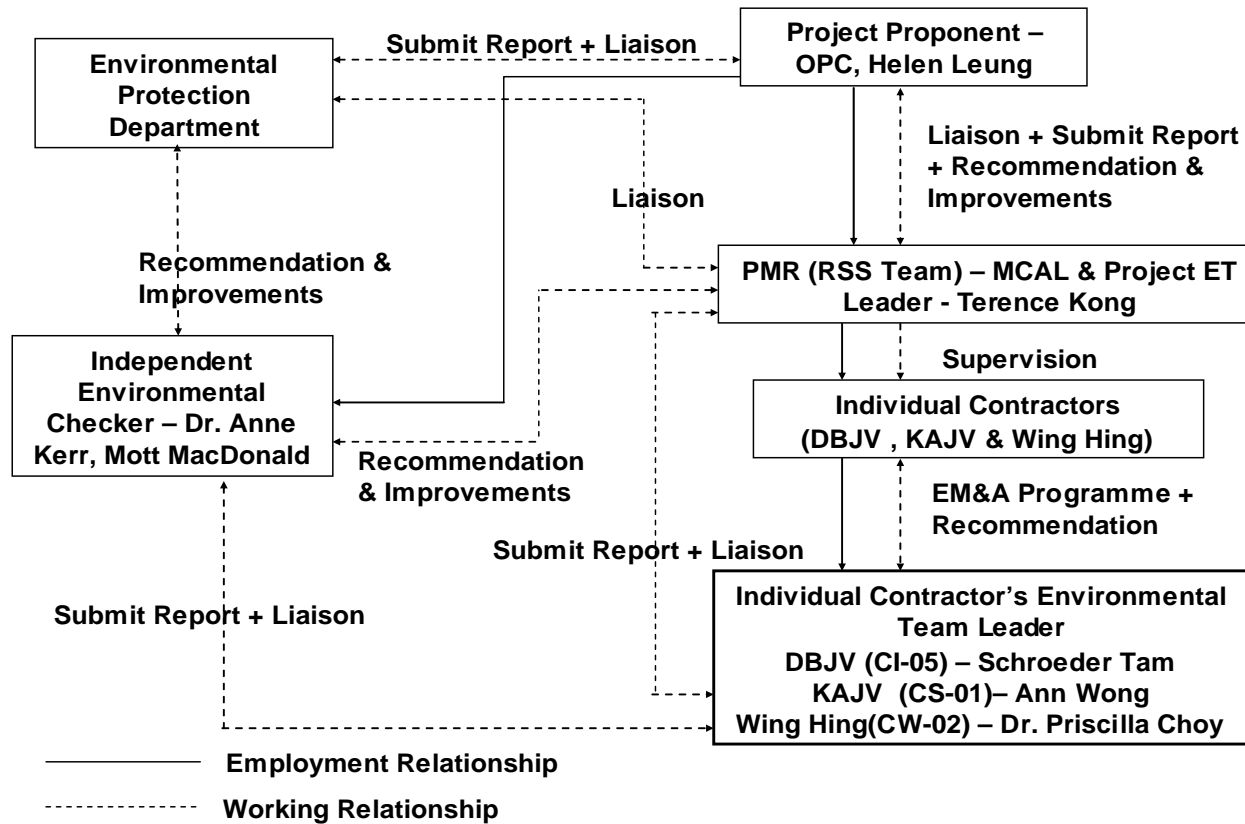 Submit Report + Liaison
Environmental
Protection
Department
Project Proponent –
OPC, Helen Leung
Liaison + Submit Report
+ Recommendation &
Improvements
Liaison
Recommendation &
Improvements
PMR (RSS Team) – MCAL & Project ET
Leader - Terence Kong
Supervision
Independent
Environmental
Checker – Dr. Anne
Kerr, Mott MacDonald
Individual Contractors
(DBJV , KAJV & Wing Hing)
Recommendation
& Improvements
EM&A Programme +
Recommendation
Submit Report + Liaison
Submit Report + Liaison
Individual Contractor’s Environmental
Team Leader
DBJV (CI-05) – Schroeder Tam
KAJV (CS-01)– Ann Wong
Wing Hing(CW-02) – Dr. Priscilla Choy
Employment Relationship
Working Relationship